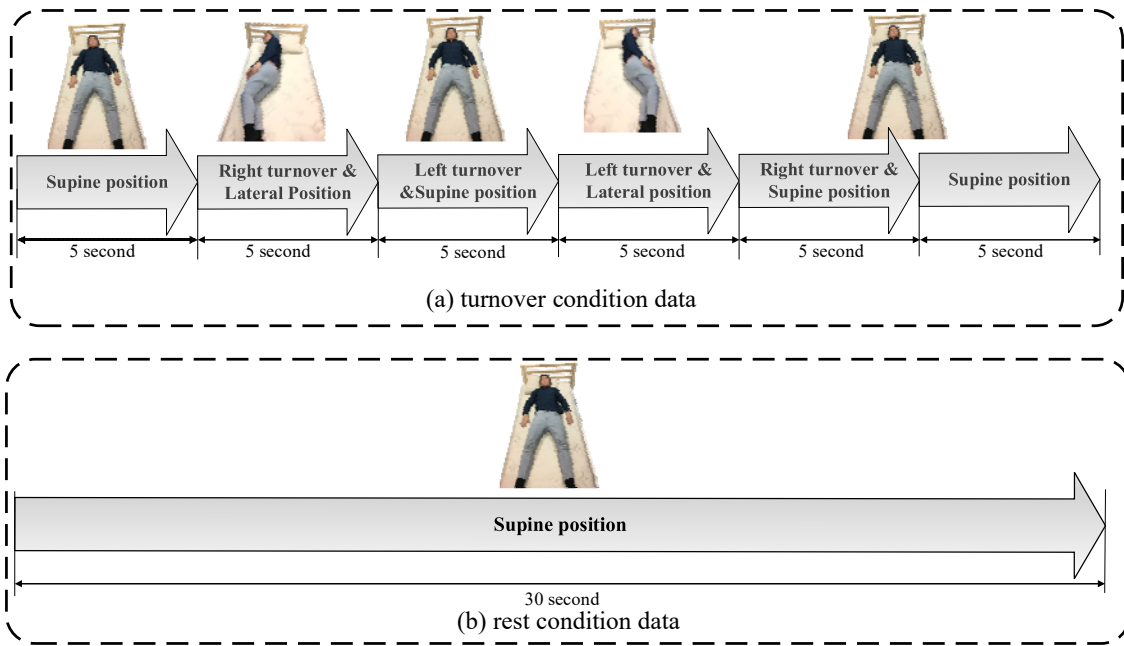 Supine position
Right turnover &
Lateral Position
Left turnover
&Supine position
Left turnover &
Lateral position
Right turnover &
Supine position
Supine position
5 second
5 second
5 second
5 second
5 second
5 second
(a) turnover condition data
Supine position
30 second
(b) rest condition data